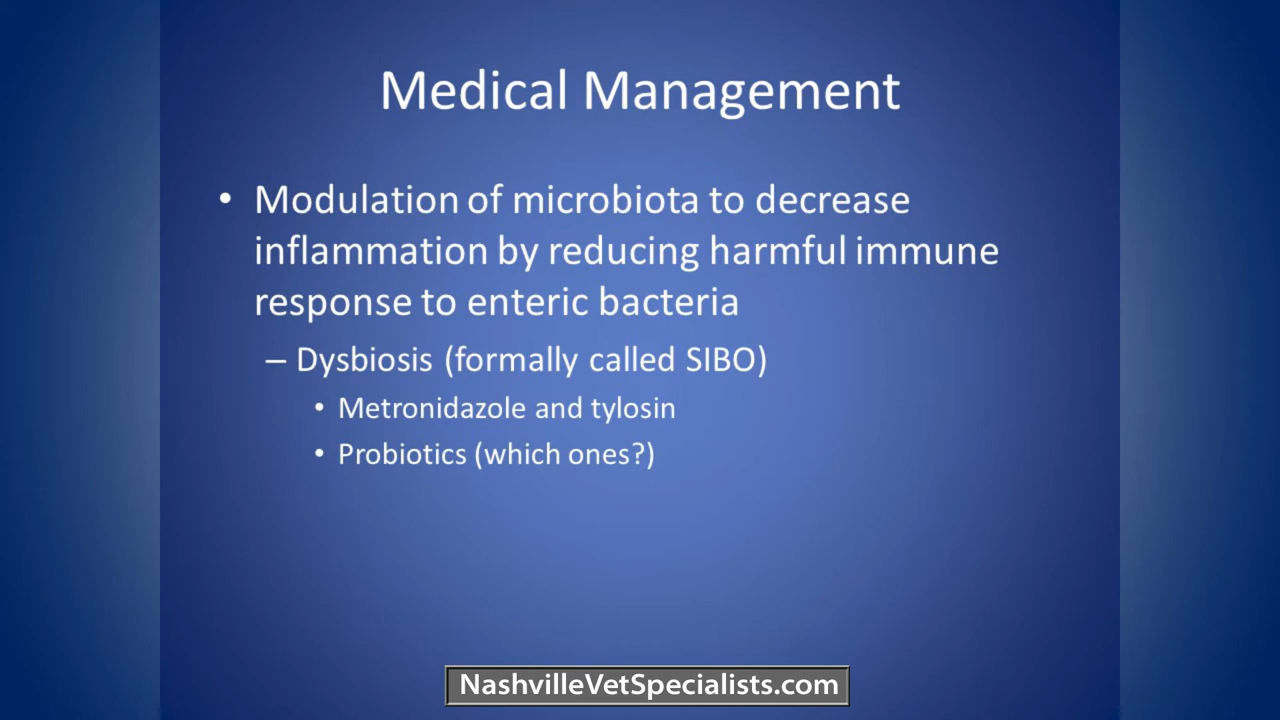 Medical Management
• Modulation of microbiota to decrease
inflammation by reducing harmful immune
response to enteric bacteria
– Dysbiosis (formally called SIBO)
• Metronidazole and tylosin
• Probiotics (which ones?)
NashvilleVetSpecialists.com